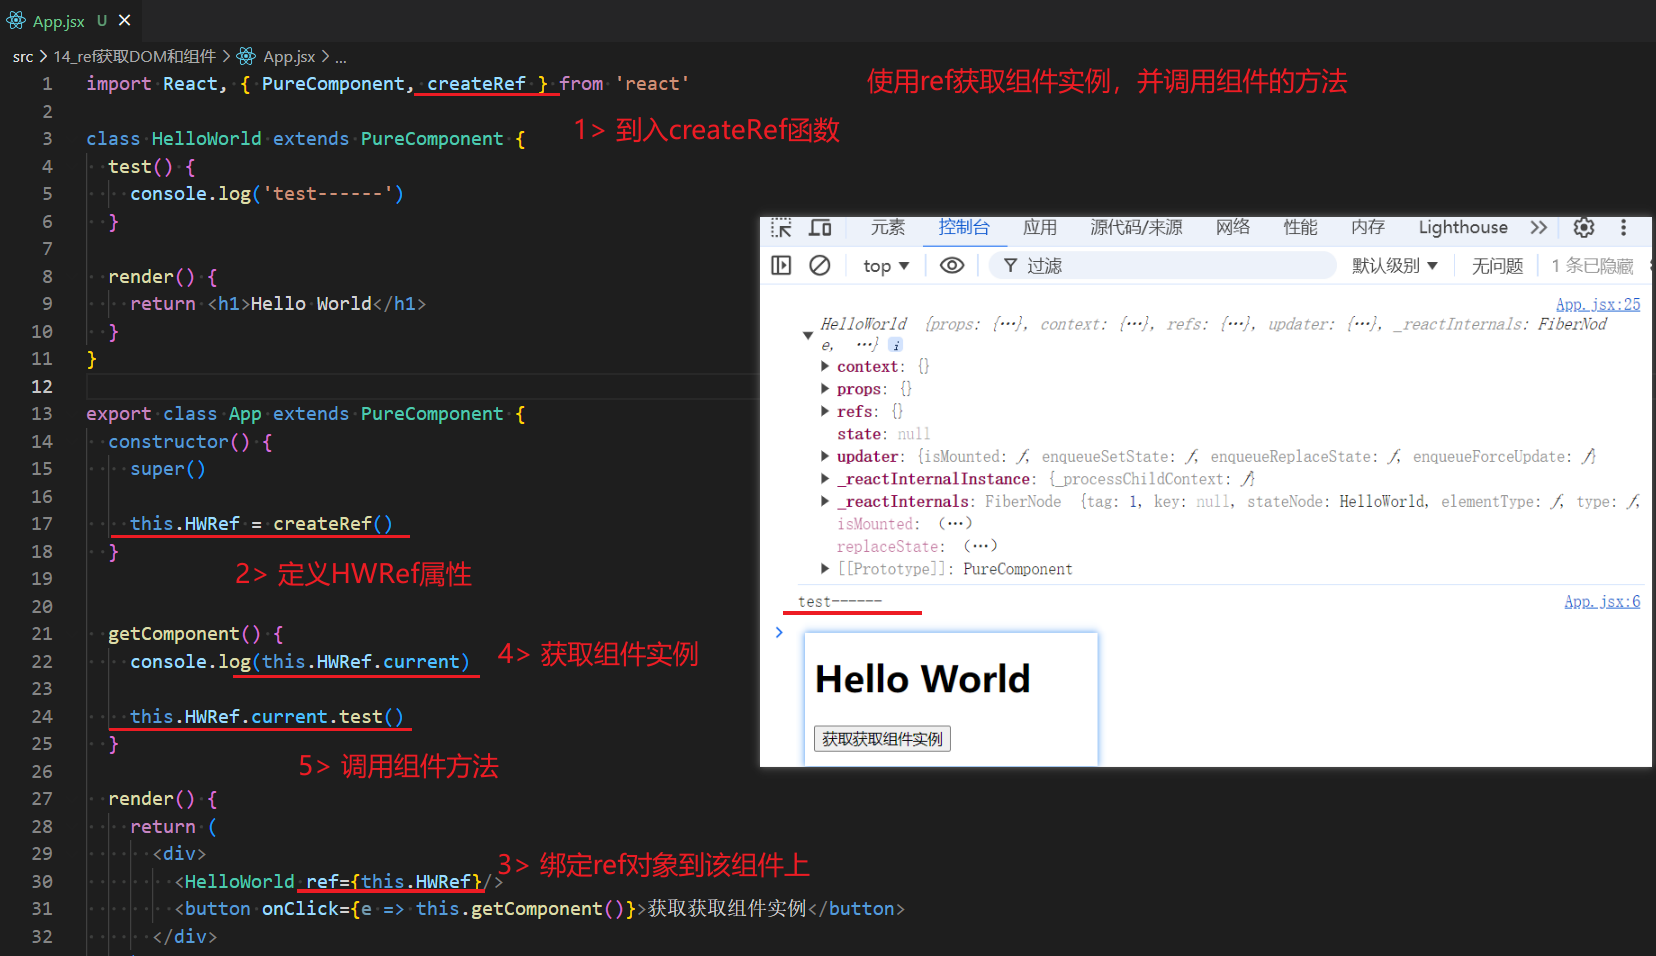 App.jsx U
src > 14_ref获取DOM和组件 > App.jsx > ...
1 import React, { PureComponent, createRef } from 'react'
使用ref获取组件实例，并调用组件的方法
2
1> 到入createRef函数
3 class HelloWorld extends PureComponent {
4 test() {
5 console.log('test------')
6 }
7
8 render() {
9 return <h1>Hello World</h1>
10 }
11 }
12
13 export class App extends PureComponent {
14 constructor() {
15 super()
16
17 this.HWRef = createRef()
18 }
2> 定义HWRef属性
19
20
21 getComponent() {
22 console.log(this.HWRef.current)
4> 获取组件实例
23
24 this.HWRef.current.test()
25 }
5> 调用组件方法
26
27 render() {
28 return (
29 <div>
3> 绑定ref对象到该组件上
30 <HelloWorld ref={this.HWRef}/>
31 <button onClick={e => this.getComponent()}>获取获取组件实例</button>
32 </div>
元素 控制台 应用 源代码/来源 网络 性能 内存 Lighthouse
top 过滤 默认级别 无问题 1 条已隐藏
App.jsx:25
HelloWorld {props: {…}, context: {…}, refs: {…}, updater: {…}, _reactInternals: FiberNod
e, …}
context: {}
props: {}
refs: {}
state: null
updater: {isMounted: ƒ, enqueueSetState: ƒ, enqueueReplaceState: ƒ, enqueueForceUpdate: ƒ}
_reactInternalInstance: {_processChildContext: ƒ}
_reactInternals: FiberNode {tag: 1, key: null, stateNode: HelloWorld, elementType: ƒ, type: ƒ,
isMounted: (…)
replaceState: (…)
[[Prototype]]: PureComponent
test------ App.jsx:6
Hello World
获取获取组件实例